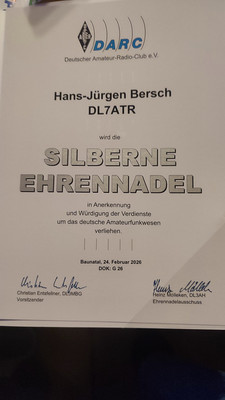 DARC
Deutscher Amateur-Radio-Club e.V.
Hans-Jürgen Bersch
DL7ATR
wird die
SILBERNE
EHRENNADEL
in Anerkennung
und Würdigung der Verdienste
um das deutsche Amateurfunkwesen
verliehen.
Baunatal, 24. Februar 2020
DOK: G 26
Christian Entsfellner, DL3MBG
Vorsitzender
Heinz Mölleken, DL3AH
Ehrennadelausschuss